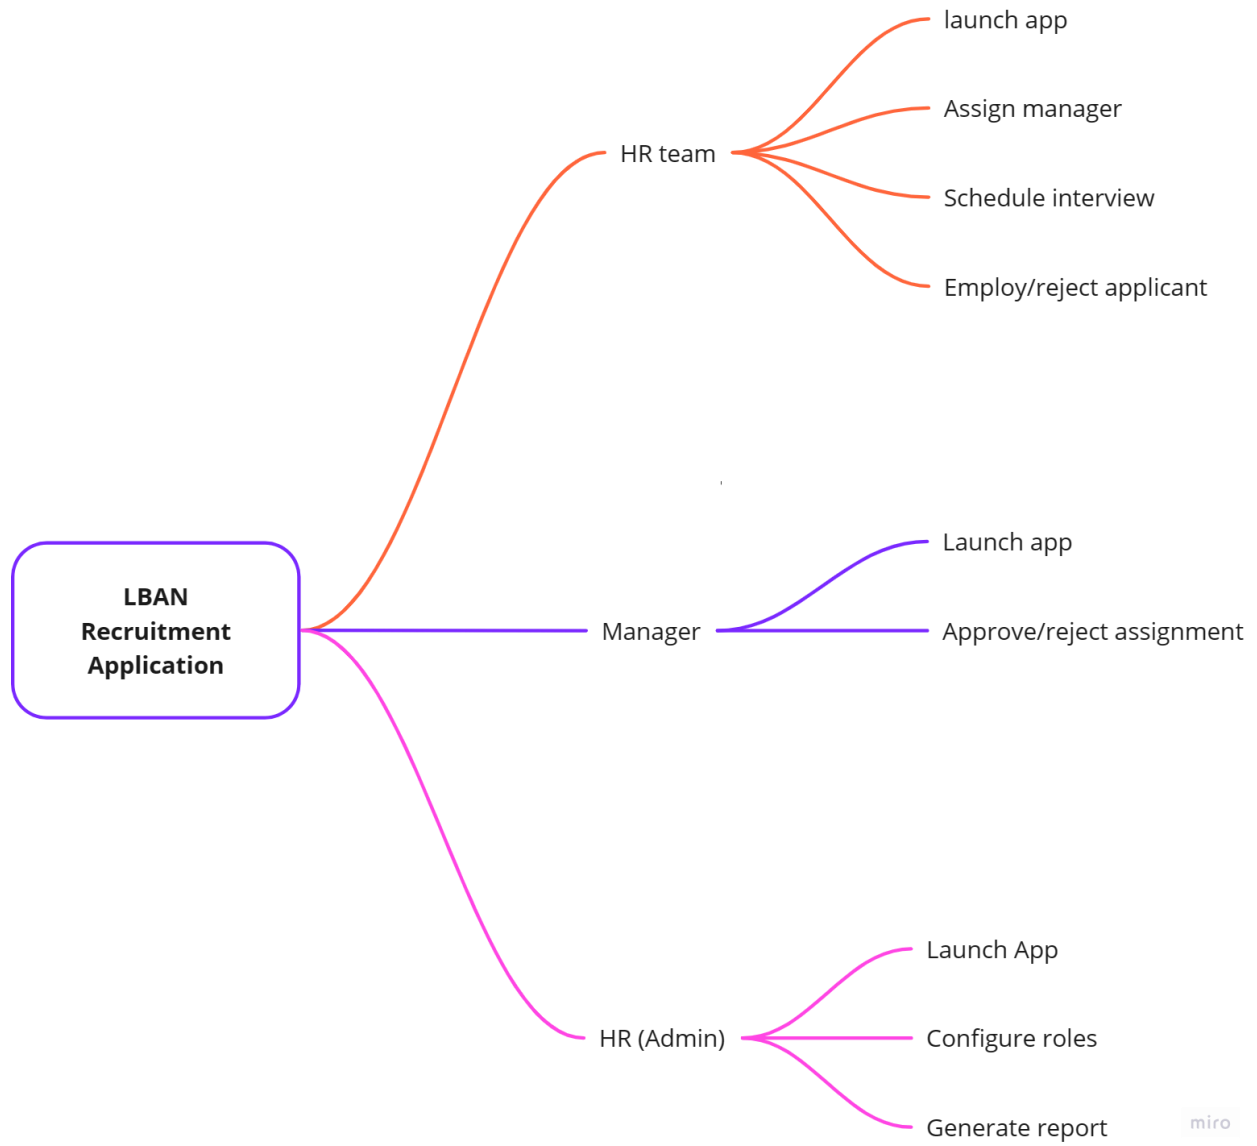 launch app
Assign manager
HR team
Schedule interview
Employ/reject applicant
Launch app
LBAN
Recruitment
Application
Manager
Approve/reject assignment
Launch App
HR (Admin)
Configure roles
Generate report
miro